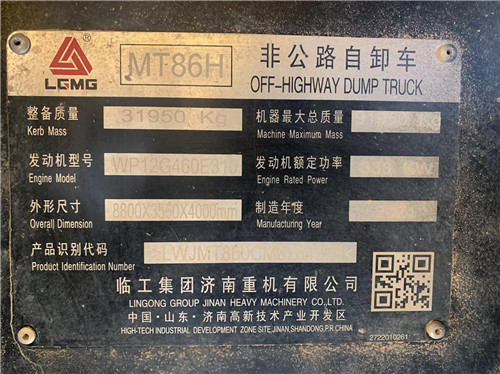 LGMG ®
MT86H
非公路自卸车
OFF-HIGHWAY DUMP TRUCK
整备质量 31950 Kg
Kerb Mass
机器最大总质量
Machine Maximum Mass
发动机型号 WP12G460E310
Engine Model
发动机额定功率
Engine Rated Power
外形尺寸 8800X3550X4000mm
Overall Dimension
制造年度
Manufacturing Year
产品识别代码
Product Identification Number
临工集团济南重机有限公司
LINGONG GROUP JINAN HEAVY MACHINERY CO.,LTD.
中国·山东·济南高新技术产业开发区
HIGH-TECH INDUSTRIAL DEVELOPMENT ZONE SITE,JINAN,SHANDONG,P.R.CHINA
2722010261